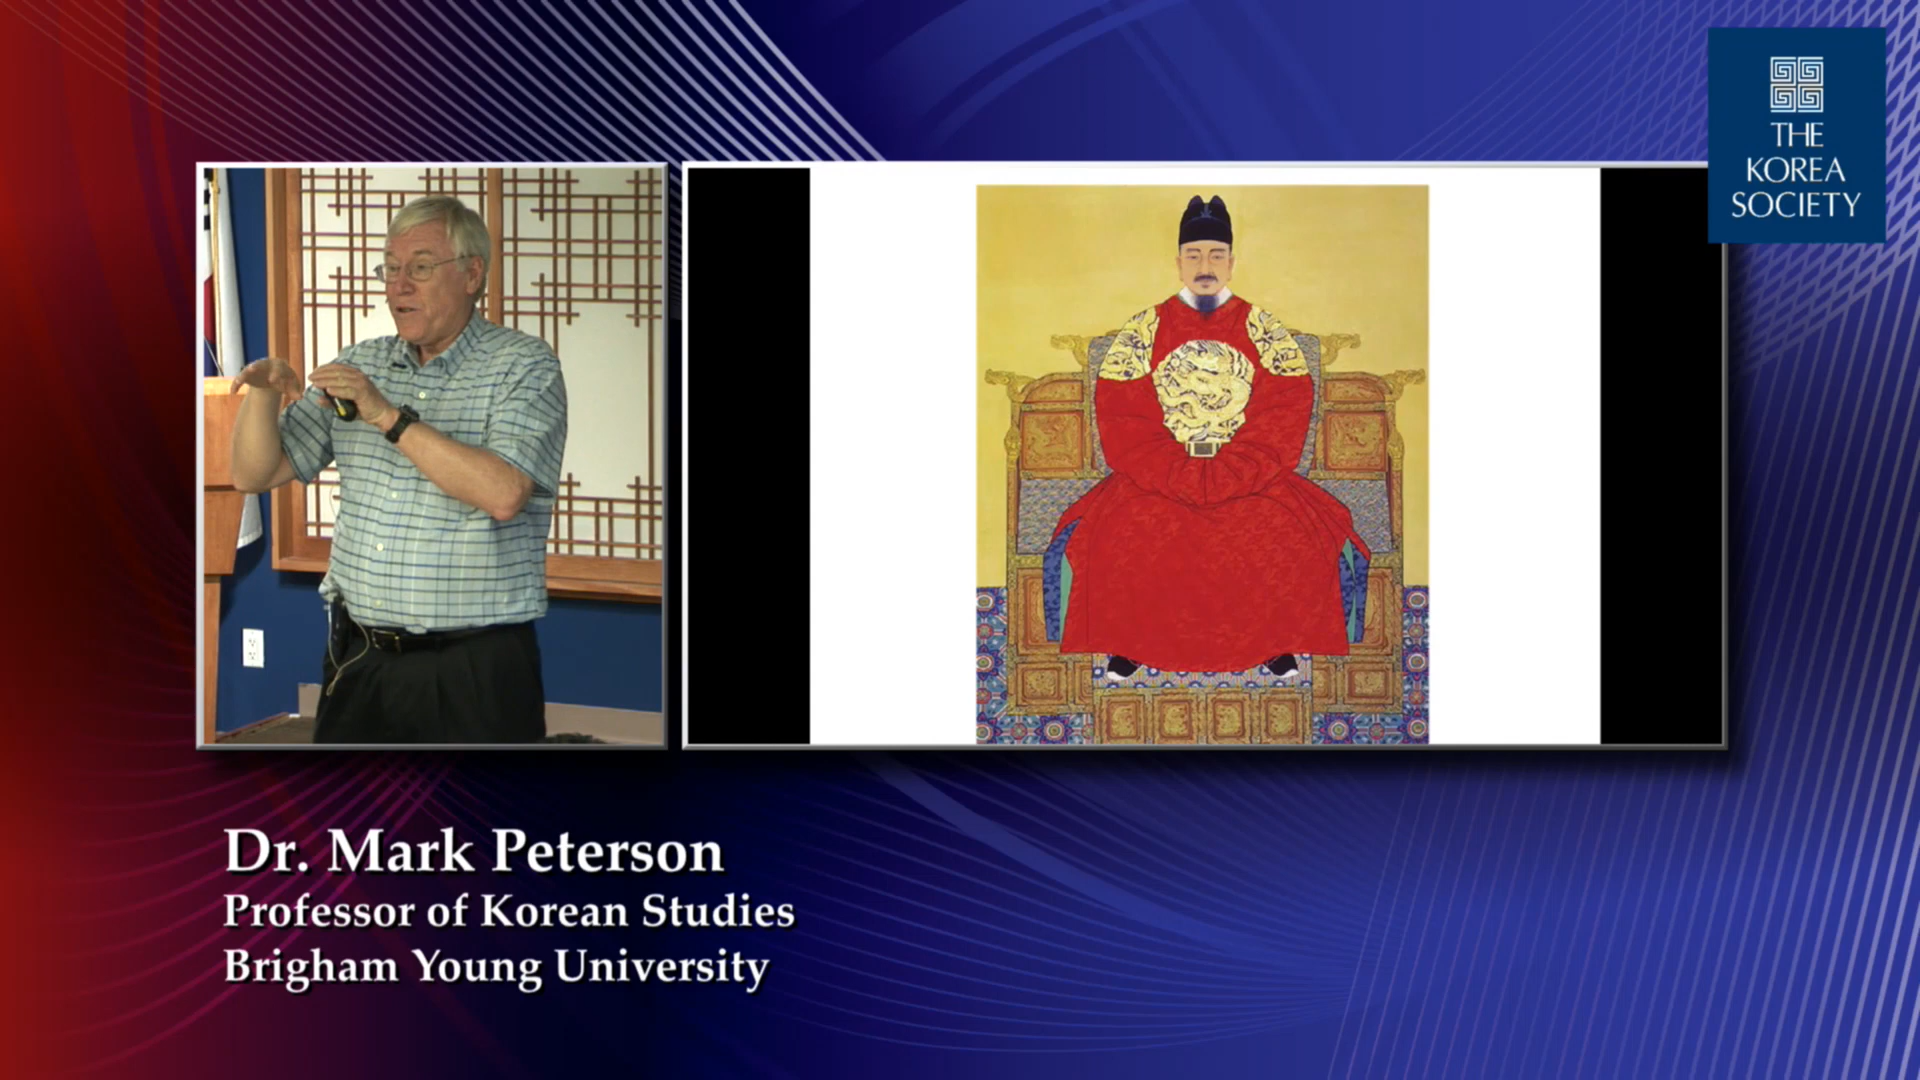 THE
KOREA
SOCIETY
Dr. Mark Peterson
Professor of Korean Studies
Brigham Young University